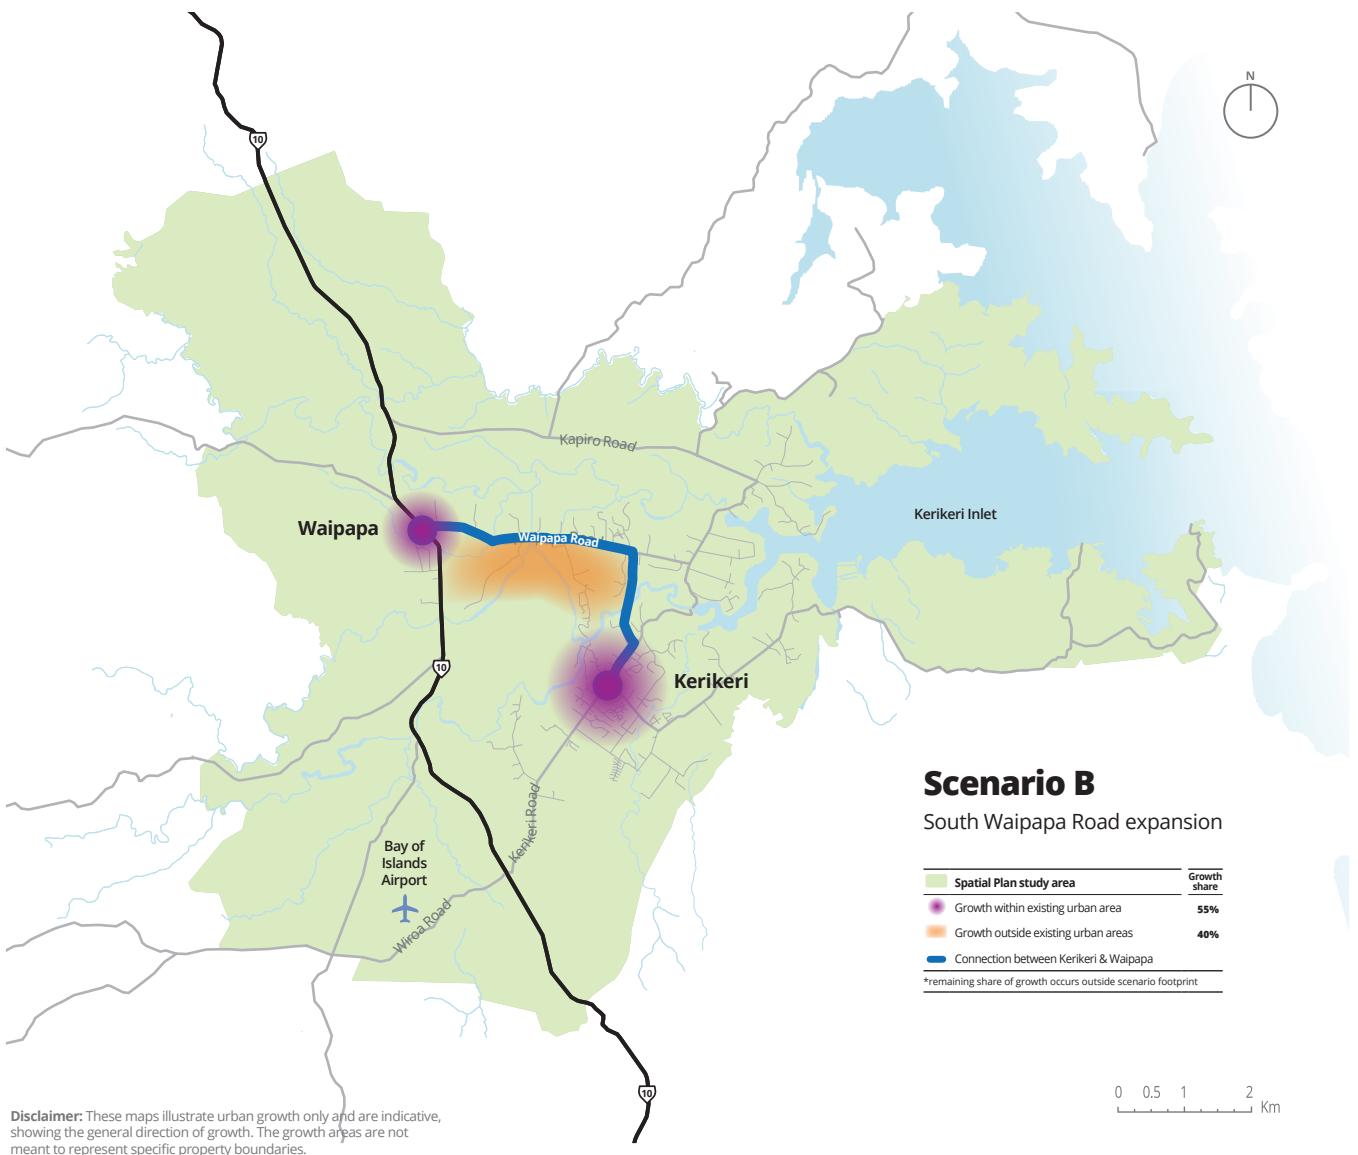 N
10
Kapiro Road
Kerikeri Inlet
Waipapa
Waipapa Road
10
Kerikeri
Scenario B
South Waipapa Road expansion
Kerikeri Road
Bay of
Islands
Airport
Wiroa Road
Growth
share
Spatial Plan study area
Growth within existing urban area 55%
Growth outside existing urban areas 40%
Connection between Kerikeri & Waipapa
*remaining share of growth occurs outside scenario footprint
10
0 0.5 1 2
Km
Disclaimer: These maps illustrate urban growth only and are indicative,
showing the general direction of growth. The growth areas are not
meant to represent specific property boundaries.